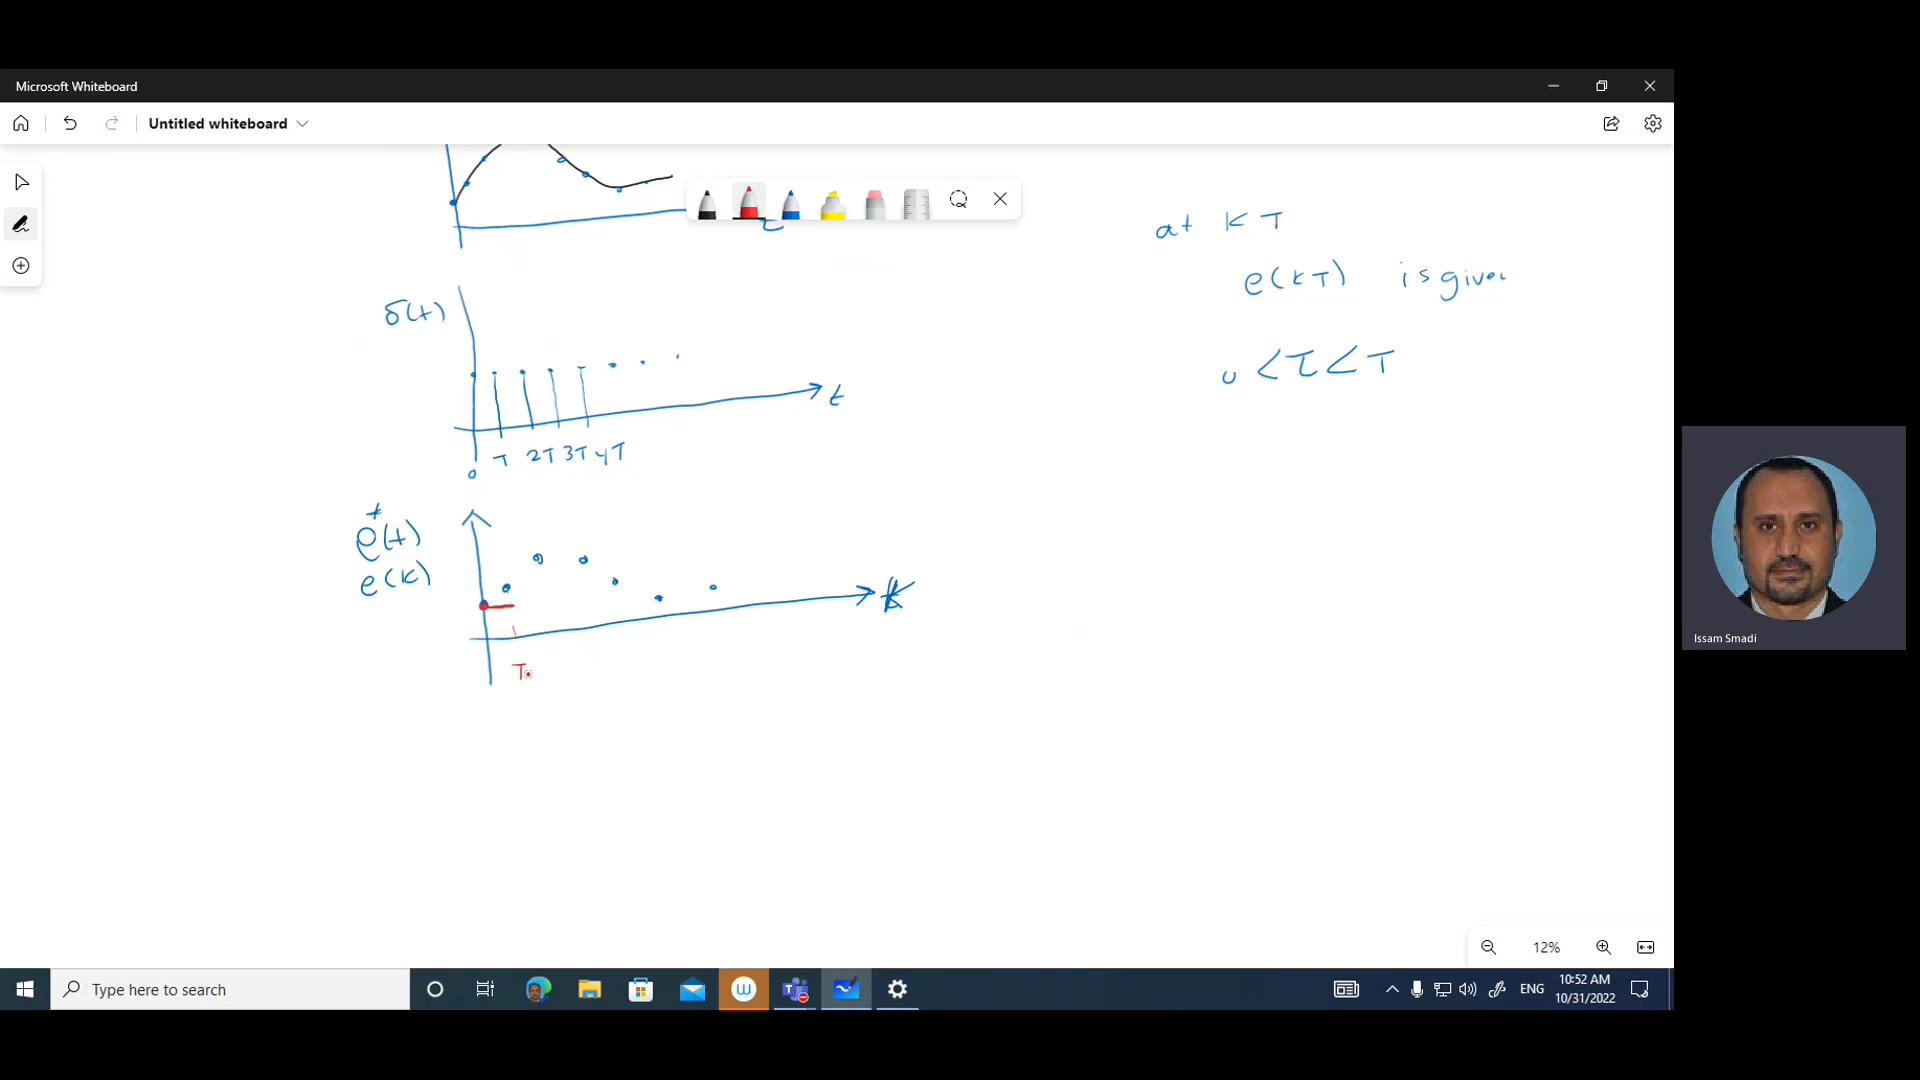 Microsoft Whiteboard
Untitled whiteboard
at KT
e(KT) is given
δ(t)
0 < τ < T
t
T 2T 3T 4T
0
e*(t)
e(k)
T
Issam Smadi
12%
Type here to search
ENG
10:52 AM
10/31/2022